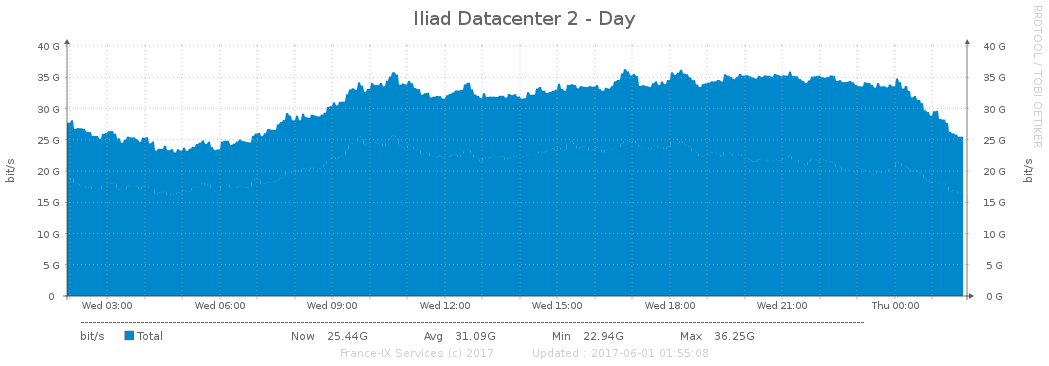 Iliad Datacenter 2 - Day
RRDTOOL / TOBI OETIKER
bit/s
40 G 40 G
35 G 35 G
30 G 30 G
25 G 25 G
20 G 20 G
15 G 15 G
10 G 10 G
5 G 5 G
0 0 G
bit/s
Wed 03:00 Wed 06:00 Wed 09:00 Wed 12:00 Wed 15:00 Wed 18:00 Wed 21:00 Thu 00:00
bit/s Total Now 25.44G Avg 31.09G Min 22.94G Max 36.25G
France-IX Services (c) 2017 Updated : 2017-06-01 01:55:08